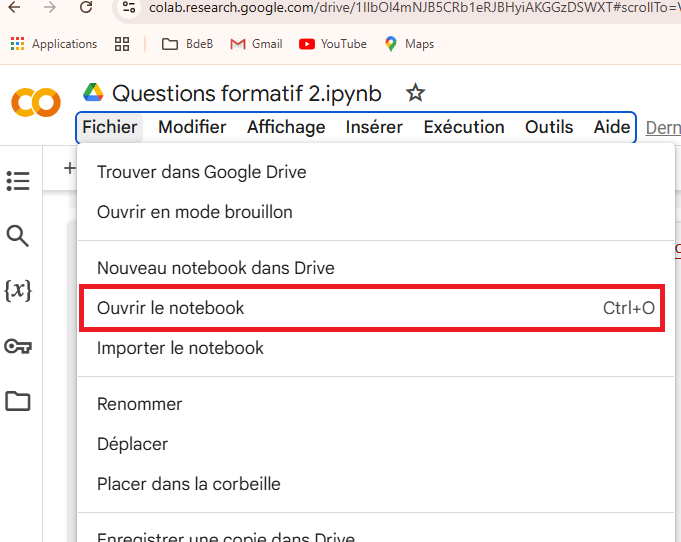 colab.research.google.com/drive/1IlbOl4mNJB5CRb1eRJBHyiAKGGzDSWXT#scrollTo=
Applications BdeB Gmail YouTube Maps
Questions formatif 2.ipynb
Fichier Modifier Affichage Insérer Exécution Outils Aide Dern
Trouver dans Google Drive
Ouvrir en mode brouillon
Nouveau notebook dans Drive
Ouvrir le notebook Ctrl+O
Importer le notebook
Renommer
Déplacer
Placer dans la corbeille
Enregistrer une copie dans Drive